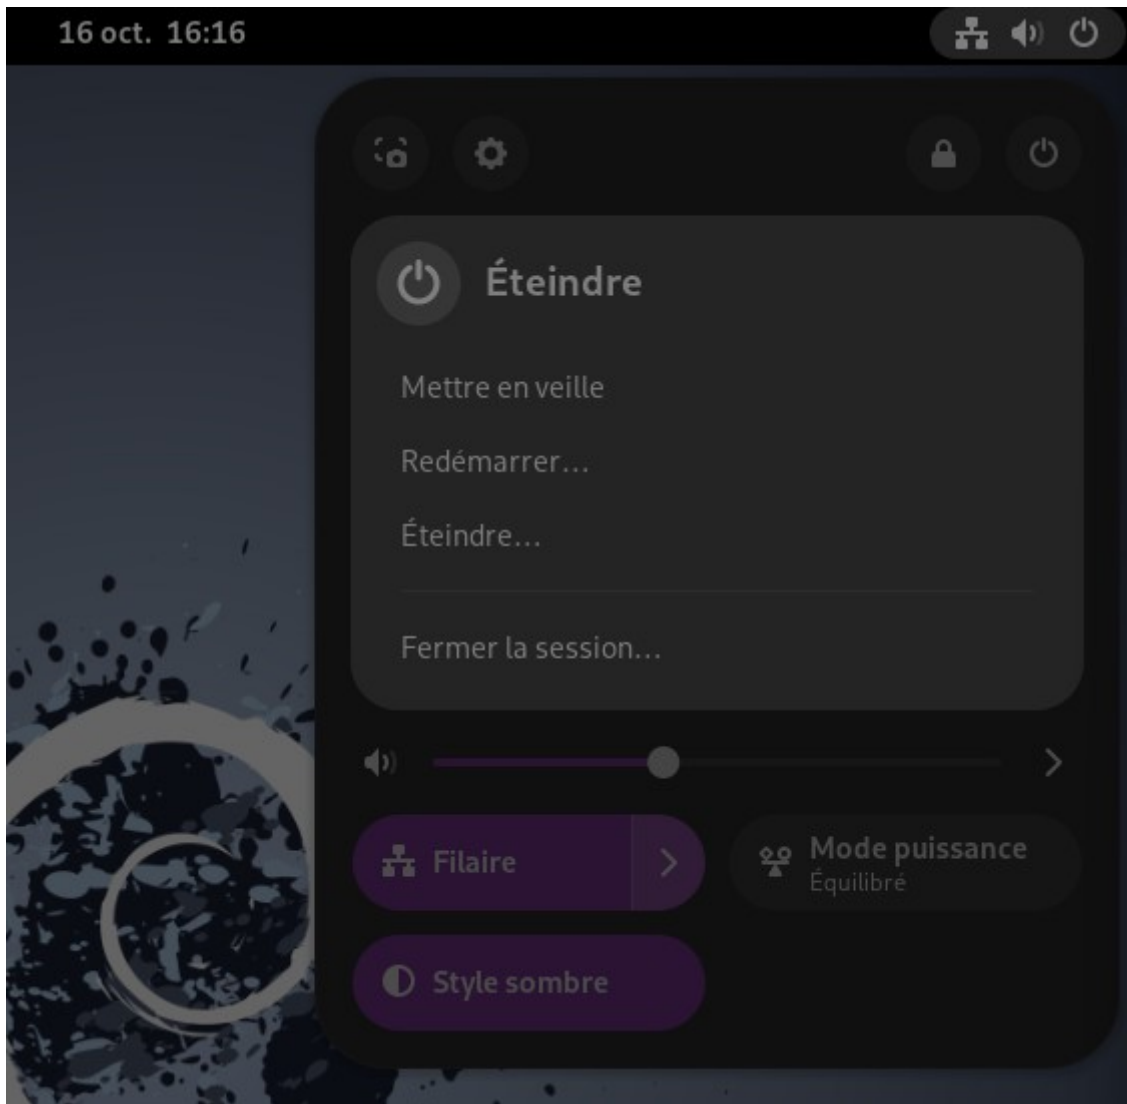 16 oct. 16:16
Éteindre
Mettre en veille
Redémarrer…
Éteindre…
Fermer la session…
Filaire
Mode puissance
Équilibré
Style sombre